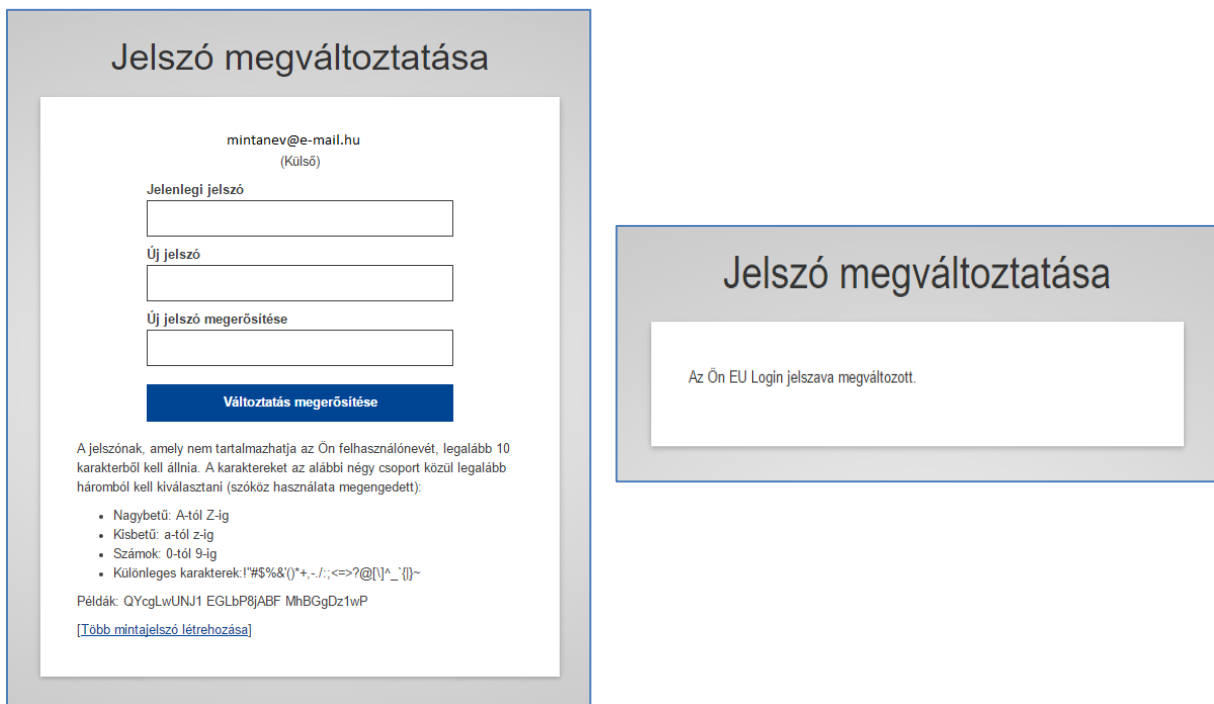 Jelszó megváltoztatása
mintanev@e-mail.hu
(Külső)
Jelenlegi jelszó
Új jelszó
Új jelszó megerősítése
Változtatás megerősítése
A jelszónak, amely nem tartalmazhatja az Ön felhasználónevét, legalább 10
karakterből kell állnia. A karaktereket az alábbi négy csoport közül legalább
háromból kell kiválasztani (szóköz használata megengedett):
• Nagybetű: A-tól Z-ig
• Kisbetű: a-tól z-ig
• Számok: 0-tól 9-ig
• Különleges karakterek:!"#$%&'()*+,-./:;<=>?@[\]^_`{|}~
Példák: QYcgLwUNJ1 EGLbP8jABF MhBGgDz1wP
[Több mintajelszó létrehozása]
Jelszó megváltoztatása
Az Ön EU Login jelszava megváltozott.